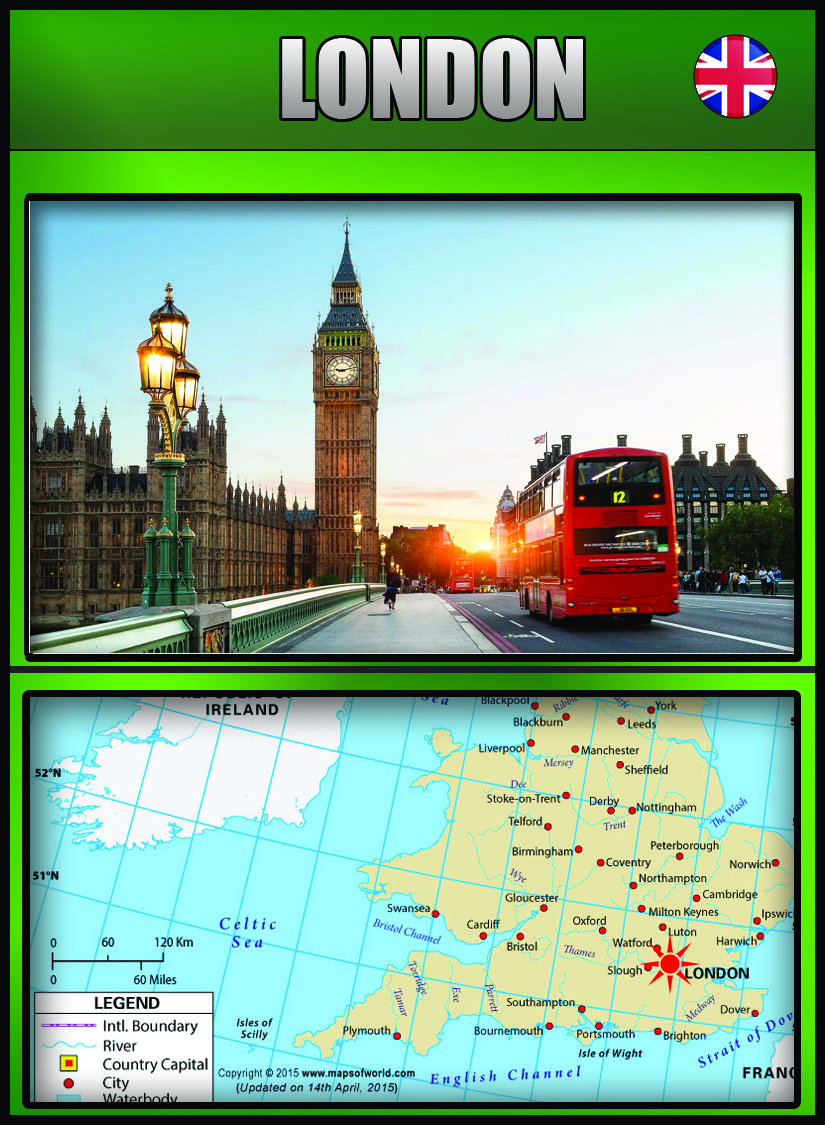 LONDON
12
REPUBLIC OF
IRELAND
Sea
Blackpool
Ribble
York
Blackburn
Leeds
Liverpool
Manchester
Mersey
Sheffield
52°N
Dee
Stoke-on-Trent
Derby
Nottingham
The Wash
Telford
Trent
Birmingham
Peterborough
Coventry
Norwich
51°N
Wye
Northampton
Cambridge
Swansea
Gloucester
Milton Keynes
Ipswic
Celtic
Sea
Bristol Channel
Cardiff
Oxford
Luton
Bristol
Watford
Harwich
0 60 120 Km
Thames
Slough
LONDON
0 60 Miles
Torridge
Tamar
Exe
Parrett
LEGEND
Intl. Boundary
River
Country Capital
City
Waterbody
Southampton
Medway
Dover
Isles of
Scilly
Plymouth
Bournemouth
Portsmouth
Brighton
Strait of Dov
Isle of Wight
English Channel
FRANC
Copyright © 2015 www.mapsofworld.com
(Updated on 14th April, 2015)